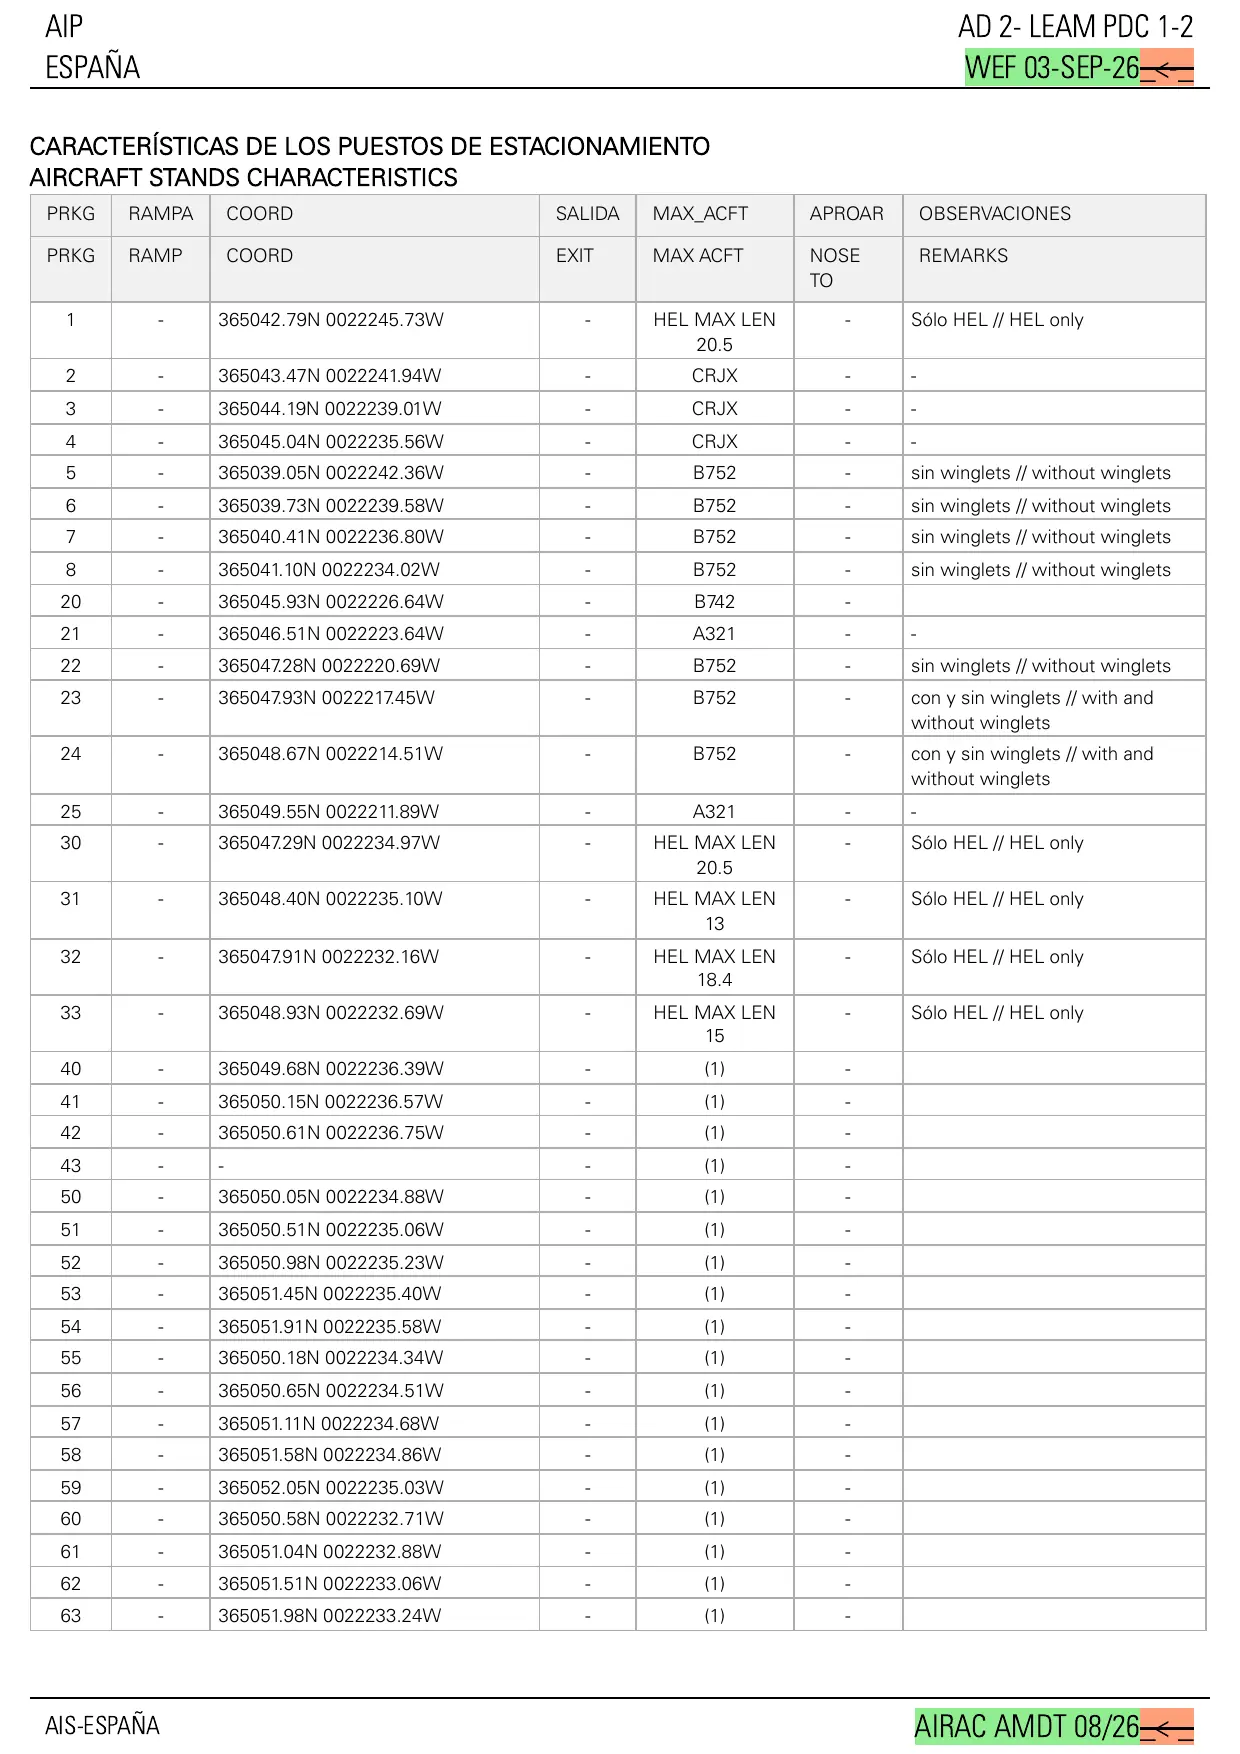 AIP
AD 2- LEAM PDC 1-2
ESPAÑA
WEF 03-SEP-26_<-_
CARACTERÍSTICAS DE LOS PUESTOS DE ESTACIONAMIENTO
AIRCRAFT STANDS CHARACTERISTICS
PRKG RAMPA COORD SALIDA MAX_ACFT APROAR OBSERVACIONES
PRKG RAMP COORD EXIT MAX ACFT NOSE REMARKS
TO
1 - 365042.79N 0022245.73W - HEL MAX LEN - Sólo HEL // HEL only
20.5
2 - 365043.47N 0022241.94W - CRJX - -
3 - 365044.19N 0022239.01W - CRJX - -
4 - 365045.04N 0022235.56W - CRJX - -
5 - 365039.05N 0022242.36W - B752 - sin winglets // without winglets
6 - 365039.73N 0022239.58W - B752 - sin winglets // without winglets
7 - 365040.41N 0022236.80W - B752 - sin winglets // without winglets
8 - 365041.10N 0022234.02W - B752 - sin winglets // without winglets
20 - 365045.93N 0022226.64W - B742 -
21 - 365046.51N 0022223.64W - A321 - -
22 - 365047.28N 0022220.69W - B752 - sin winglets // without winglets
23 - 365047.93N 0022217.45W - B752 - con y sin winglets // with and
without winglets
24 - 365048.67N 0022214.51W - B752 - con y sin winglets // with and
without winglets
25 - 365049.55N 0022211.89W - A321 - -
30 - 365047.29N 0022234.97W - HEL MAX LEN - Sólo HEL // HEL only
20.5
31 - 365048.40N 0022235.10W - HEL MAX LEN - Sólo HEL // HEL only
13
32 - 365047.91N 0022232.16W - HEL MAX LEN - Sólo HEL // HEL only
18.4
33 - 365048.93N 0022232.69W - HEL MAX LEN - Sólo HEL // HEL only
15
40 - 365049.68N 0022236.39W - (1) -
41 - 365050.15N 0022236.57W - (1) -
42 - 365050.61N 0022236.75W - (1) -
43 - - - (1) -
50 - 365050.05N 0022234.88W - (1) -
51 - 365050.51N 0022235.06W - (1) -
52 - 365050.98N 0022235.23W - (1) -
53 - 365051.45N 0022235.40W - (1) -
54 - 365051.91N 0022235.58W - (1) -
55 - 365050.18N 0022234.34W - (1) -
56 - 365050.65N 0022234.51W - (1) -
57 - 365051.11N 0022234.68W - (1) -
58 - 365051.58N 0022234.86W - (1) -
59 - 365052.05N 0022235.03W - (1) -
60 - 365050.58N 0022232.71W - (1) -
61 - 365051.04N 0022232.88W - (1) -
62 - 365051.51N 0022233.06W - (1) -
63 - 365051.98N 0022233.24W - (1) -
AIS-ESPAÑA
AIRAC AMDT 08/26_<-_